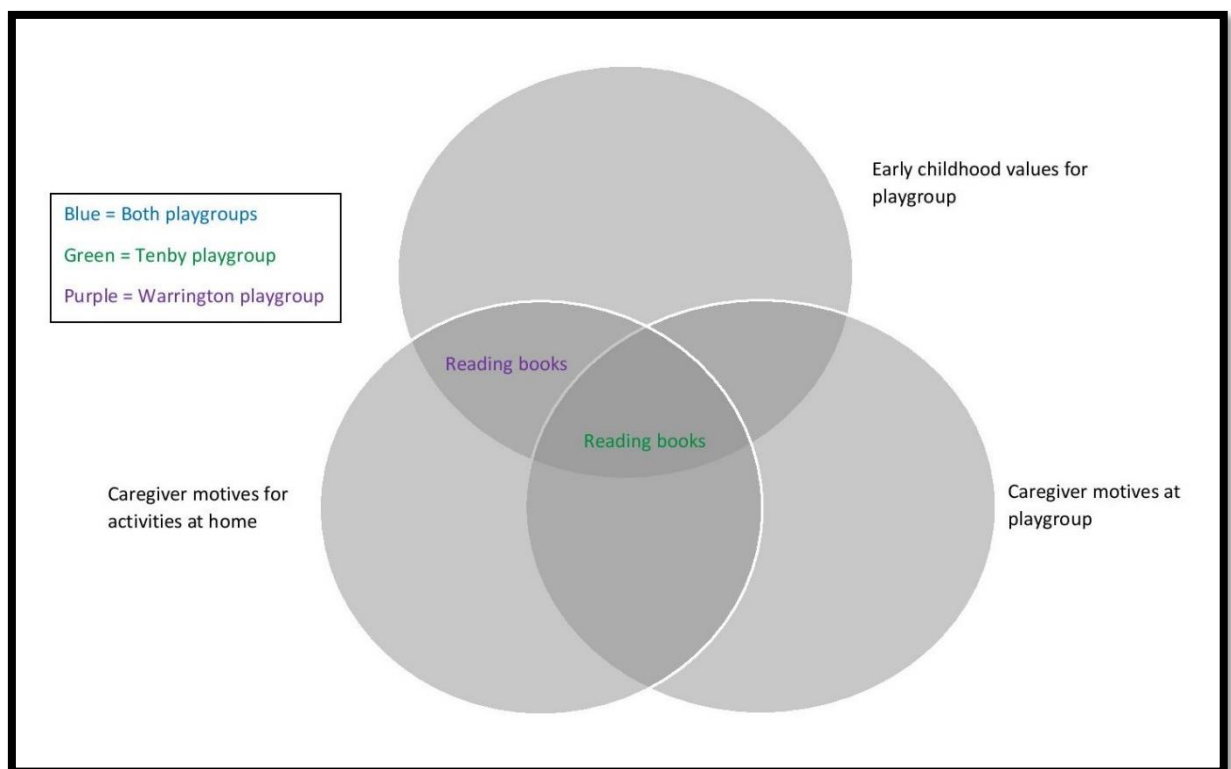 Early childhood values for
playgroup
Blue = Both playgroups
Green = Tenby playgroup
Purple = Warrington playgroup
Reading books
Reading books
Caregiver motives for
activities at home
Caregiver motives at
playgroup